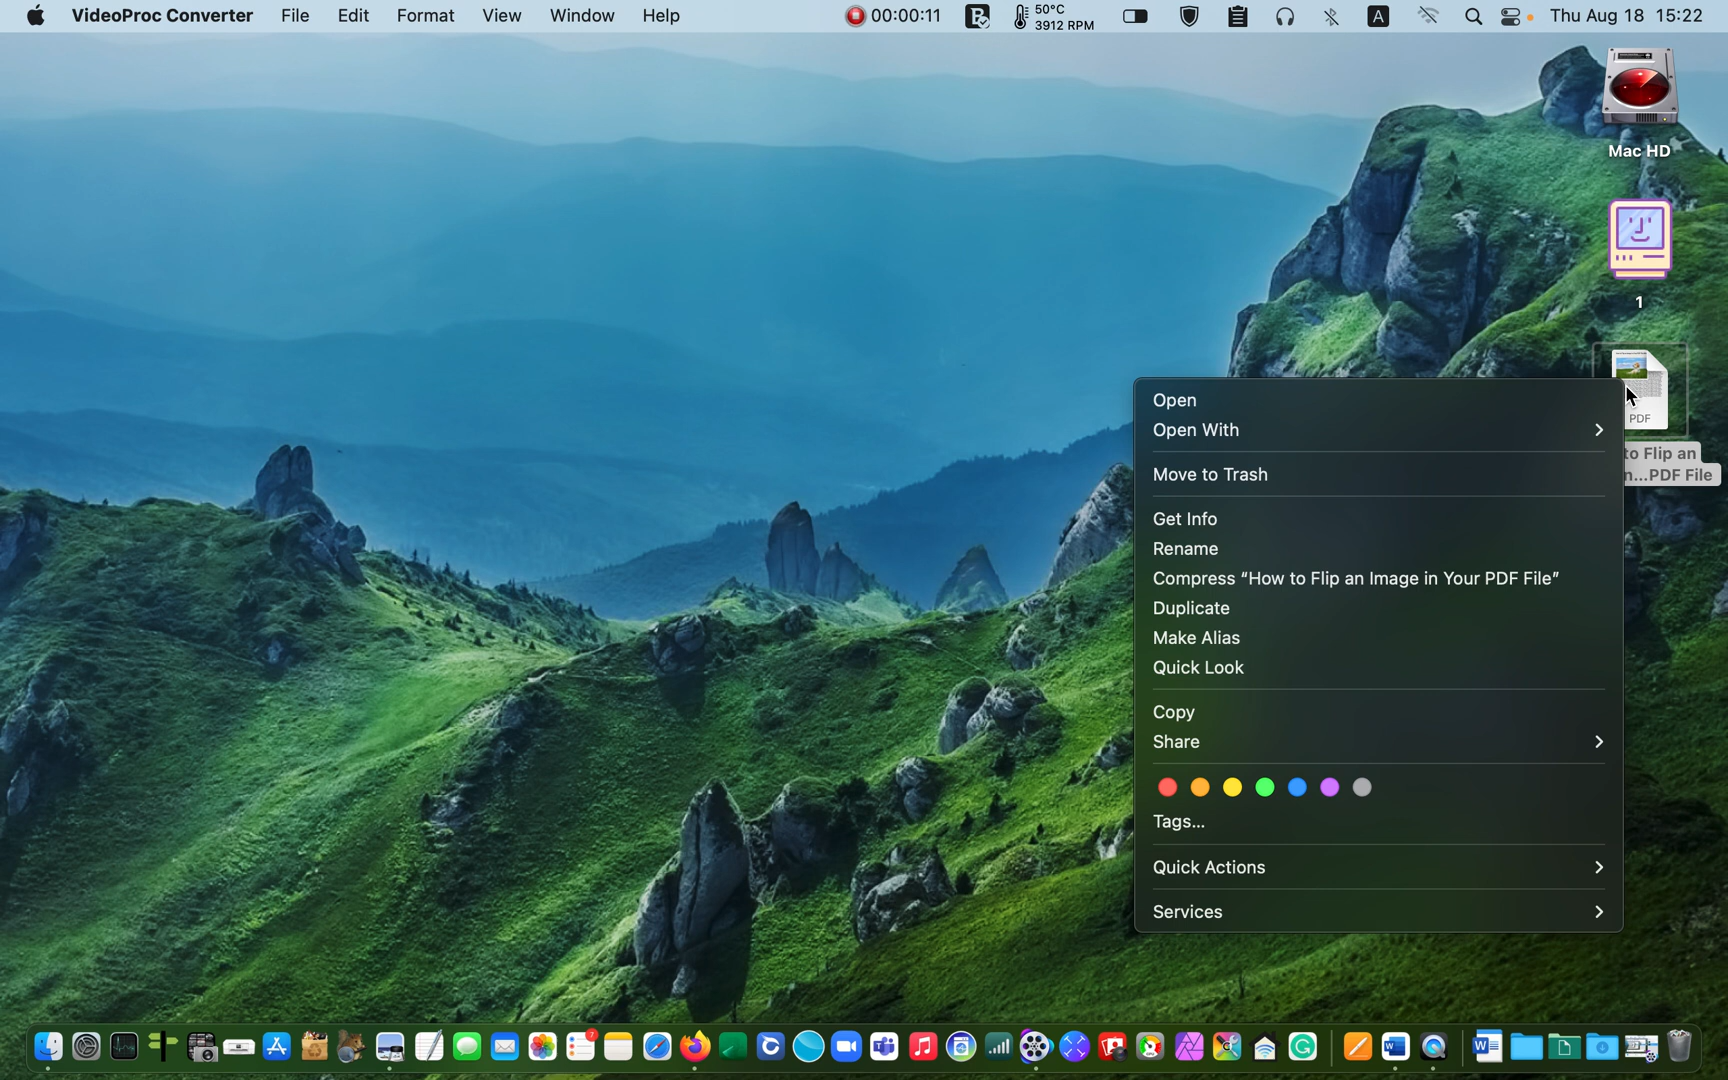 VideoProc Converter File Edit Format View Window Help 00:00:11 50°C A Thu Aug 18 15:22
3912 RPM
Mac HD
1
PDF
to Flip an
n...PDF File
Open
Open With
Move to Trash
Get Info
Rename
Compress “How to Flip an Image in Your PDF File”
Duplicate
Make Alias
Quick Look
Copy
Share
Tags...
Quick Actions
Services
7